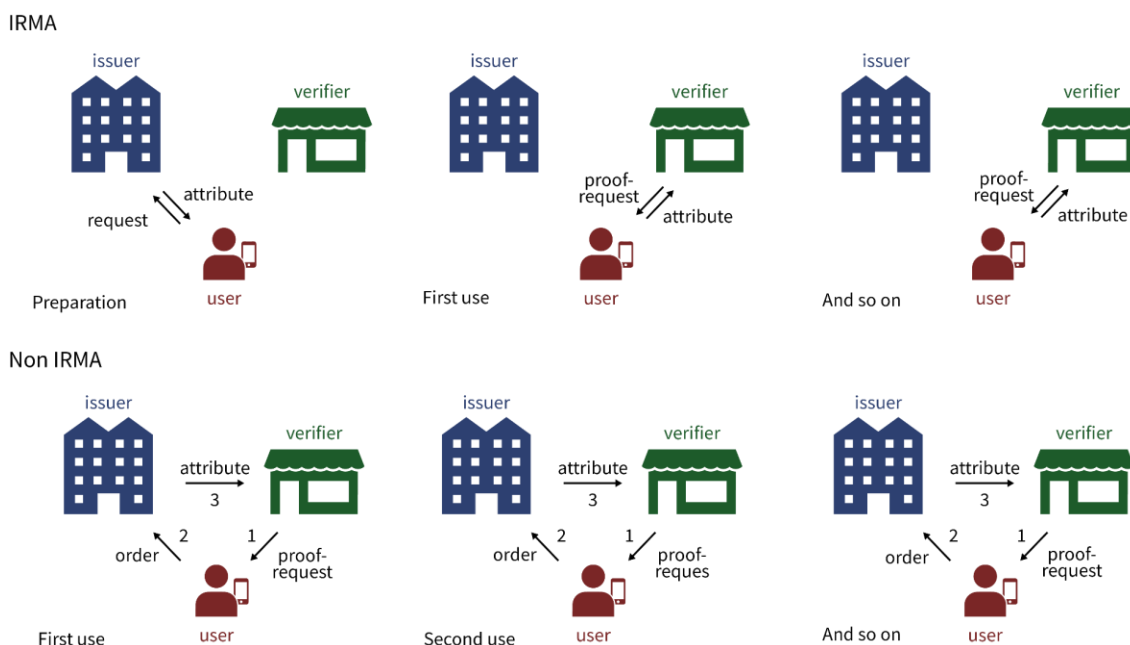 IRMA
issuer
verifier
attribute
request
user
Preparation
issuer
verifier
proof-
request
attribute
user
First use
issuer
verifier
proof-
request
attribute
user
And so on
Non IRMA
issuer
verifier
attribute
3
2
1
order
proof-
request
user
First use
issuer
verifier
attribute
3
2
1
order
proof-
reques
user
Second use
issuer
verifier
attribute
3
2
1
order
proof-
request
user
And so on